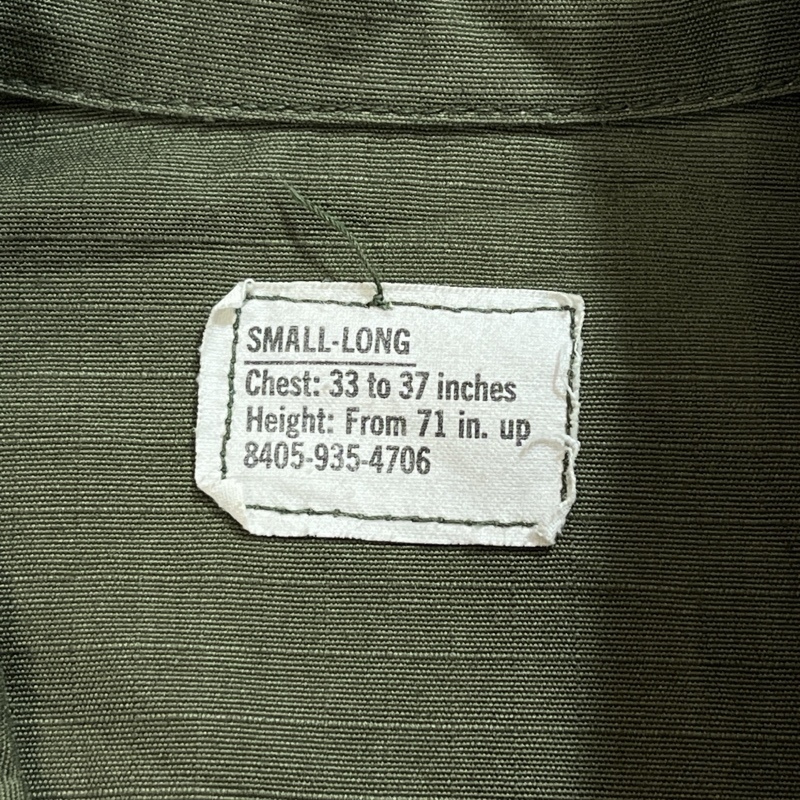 SMALL-LONG
Chest: 33 to 37 inches
Height: From 71 in. up
8405-935-4706